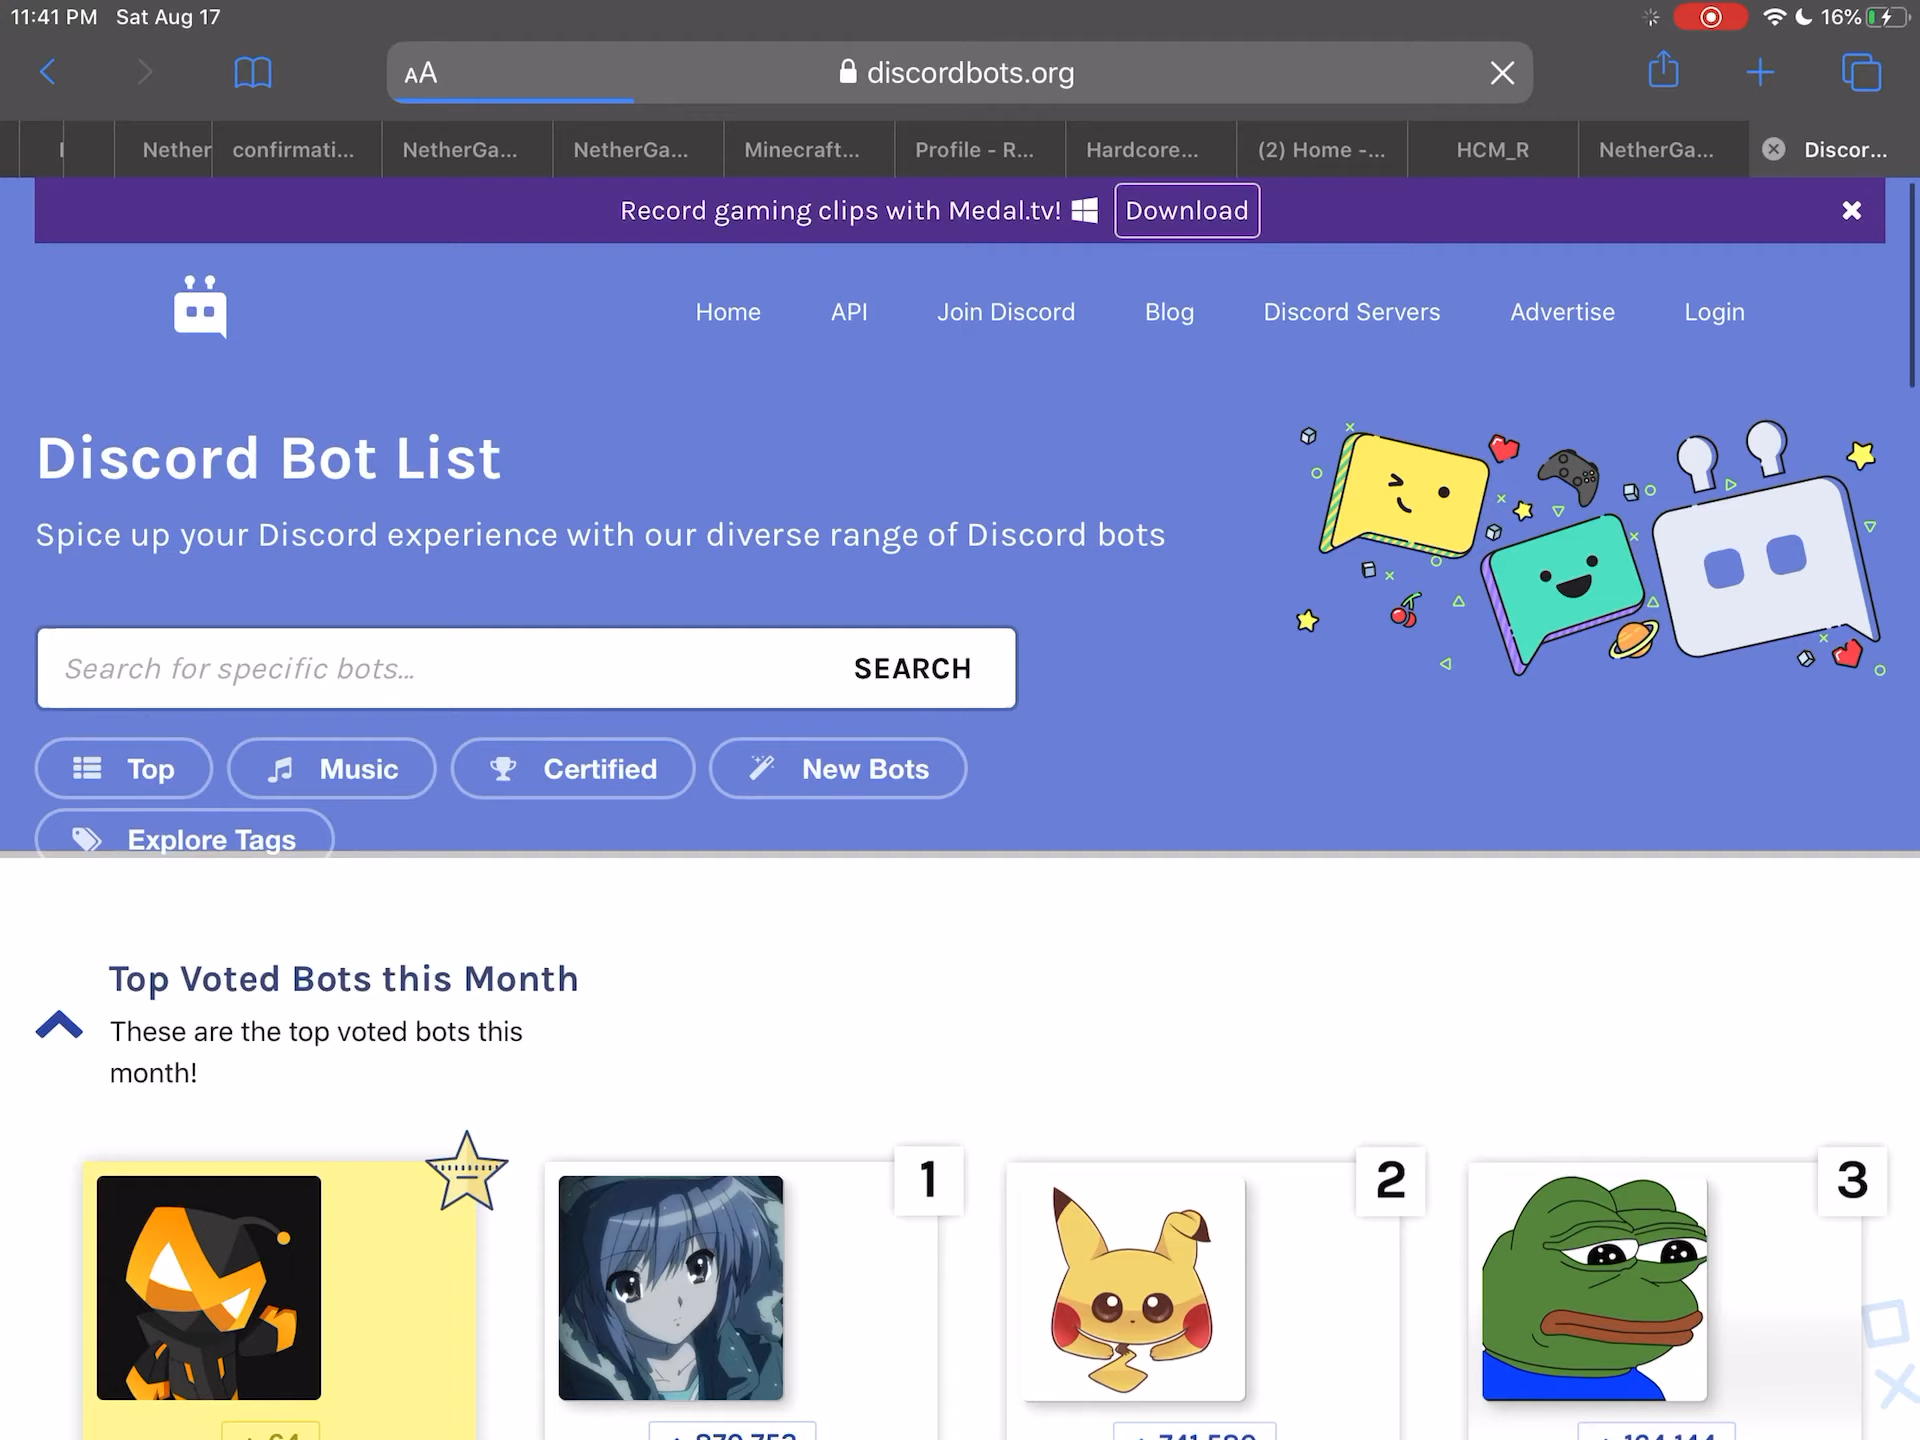 11:41 PM Sat Aug 17
16%
AA
discordbots.org
Nether
confirmati...
NetherGa...
NetherGa...
Minecraft...
Profile - R...
Hardcore...
(2) Home -...
HCM_R
NetherGa...
Discor...
Record gaming clips with Medal.tv!
Download
Home
API
Join Discord
Blog
Discord Servers
Advertise
Login
Discord Bot List
Spice up your Discord experience with our diverse range of Discord bots
Search for specific bots...
SEARCH
Top
Music
Certified
New Bots
Explore Tags
Top Voted Bots this Month
These are the top voted bots this
month!
1
2
3